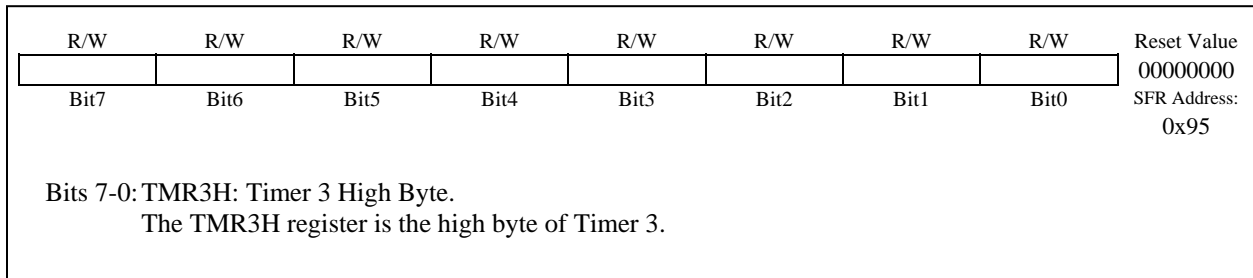 R/W R/W R/W R/W R/W R/W R/W R/W Reset Value
00000000
Bit7 Bit6 Bit5 Bit4 Bit3 Bit2 Bit1 Bit0 SFR Address:
0x95
Bits 7-0: TMR3H: Timer 3 High Byte.
The TMR3H register is the high byte of Timer 3.